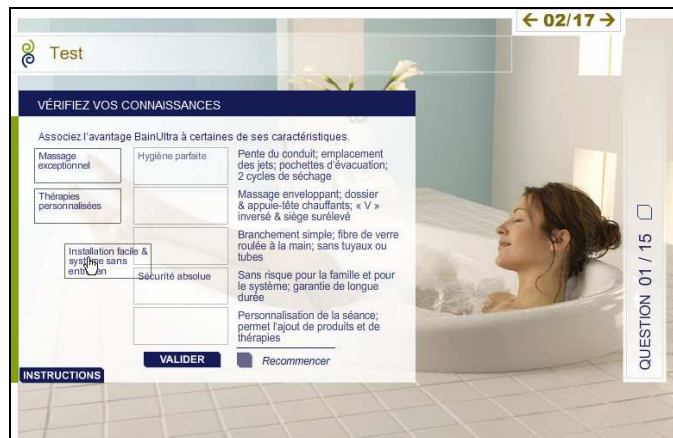 ← 02/17 →
Test
VÉRIFIEZ VOS CONNAISSANCES
Associez l'avantage BainUltra à certaines de ses caractéristiques.
Massage
exceptionnel
Hygiène parfaite
Pente du conduit; emplacement
des jets; pochettes d'évacuation;
2 cycles de séchage
Thérapies
personnalisées
Massage enveloppant; dossier
& appuie-tête chauffants; « V »
inversé & siège surélevé
Installation facile &
système sans
entretien
Branchement simple; fibre de verre
roulée à la main; sans tuyaux ou
tubes
Sécurité absolue
Sans risque pour la famille et pour
le système; garantie de longue
durée
Personnalisation de la séance;
permet l'ajout de produits et de
thérapies
VALIDER
Recommencer
INSTRUCTIONS
QUESTION 01 / 15